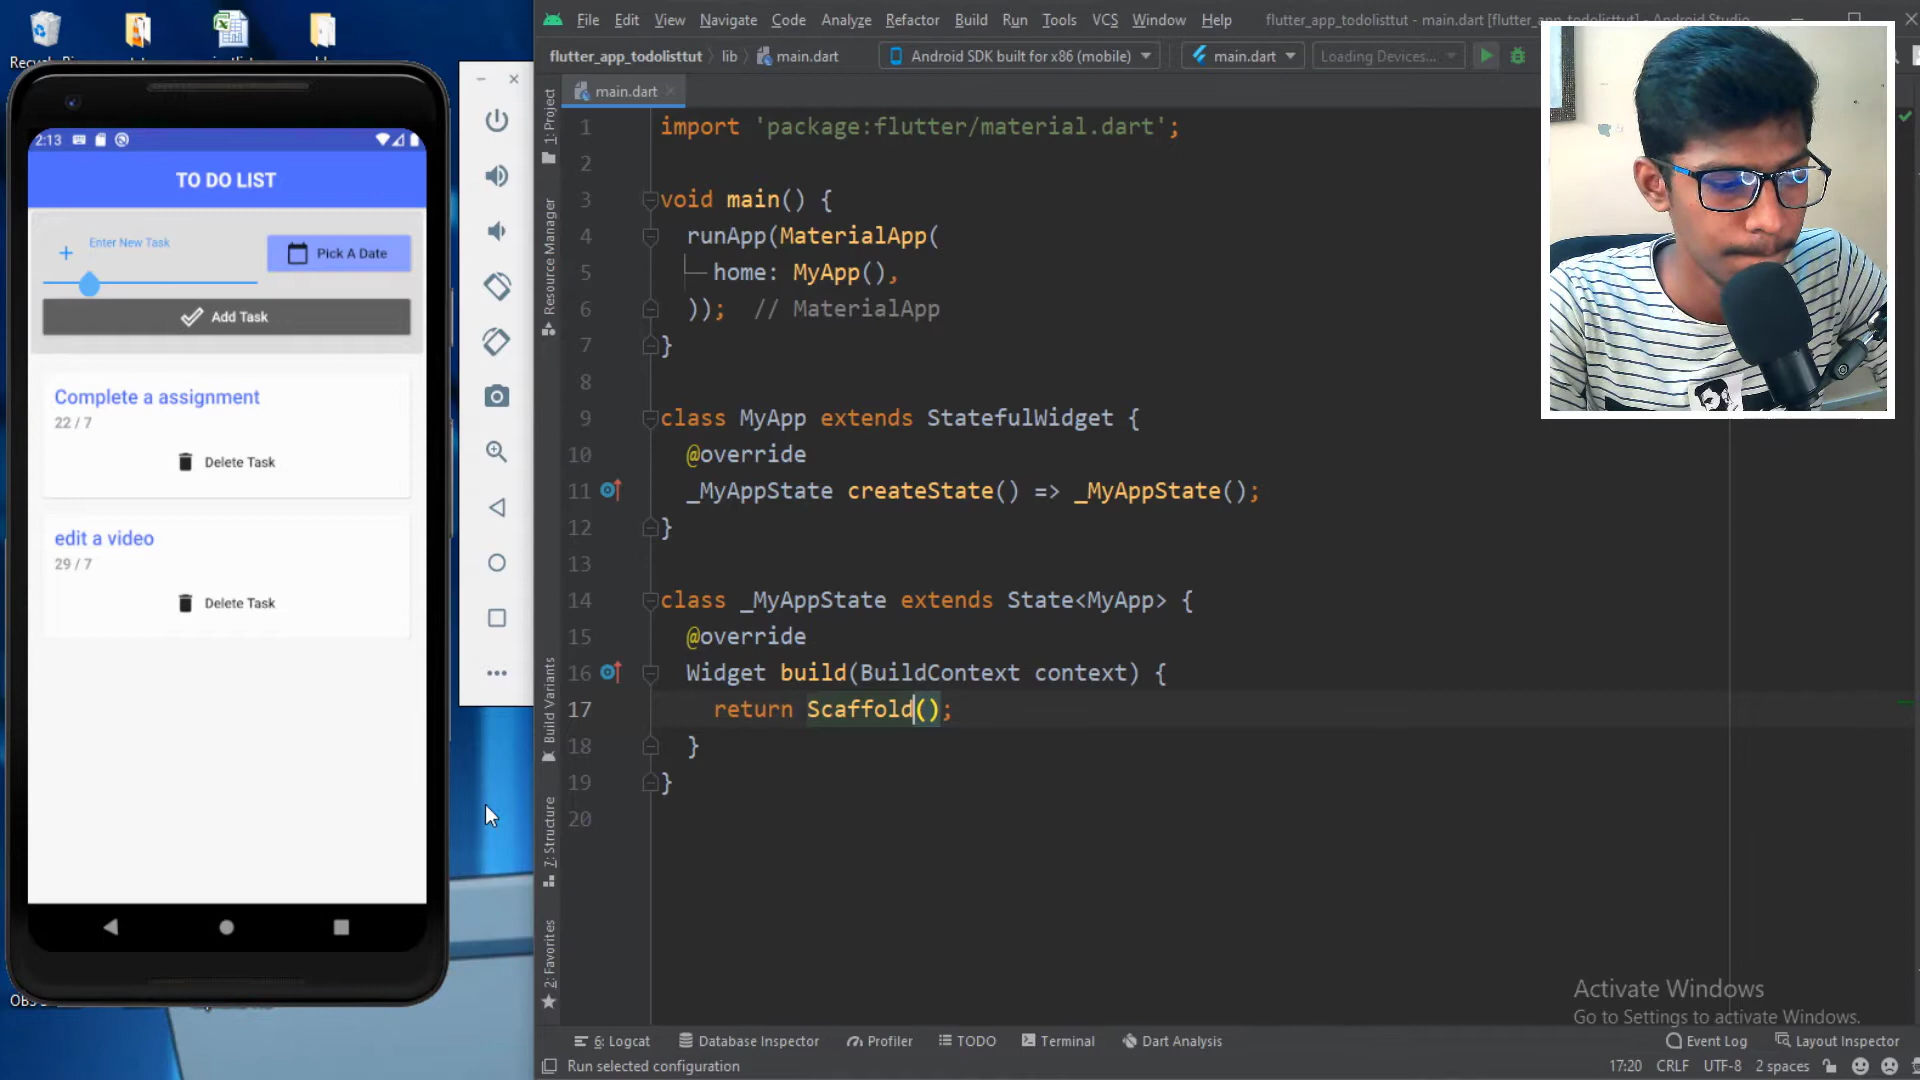 File Edit View Navigate Code Analyze Refactor Build Run Tools VCS Window Help flutter_app_todolisttut - main.dart [flutter_app_todolisttut] - Android Studio
flutter_app_todolisttut lib main.dart Android SDK built for x86 (mobile) main.dart Loading Devices...
main.dart
1 import 'package:flutter/material.dart';
2
3 void main() {
4 runApp(MaterialApp(
5 home: MyApp(),
6 )); // MaterialApp
7 }
8
9 class MyApp extends StatefulWidget {
10 @override
11 _MyAppState createState() => _MyAppState();
12 }
13
14 class _MyAppState extends State<MyApp> {
15 @override
16 Widget build(BuildContext context) {
17 return Scaffold();
18 }
19 }
20
1: Project
Resource Manager
Build Variants
7: Structure
2: Favorites
2:13
TO DO LIST
Enter New Task
Pick A Date
Add Task
Complete a assignment
22 / 7
Delete Task
edit a video
29 / 7
Delete Task
Activate Windows
Go to Settings to activate Windows.
6: Logcat Database Inspector Profiler TODO Terminal Dart Analysis Event Log Layout Inspector
Run selected configuration 17:20 CRLF UTF-8 2 spaces